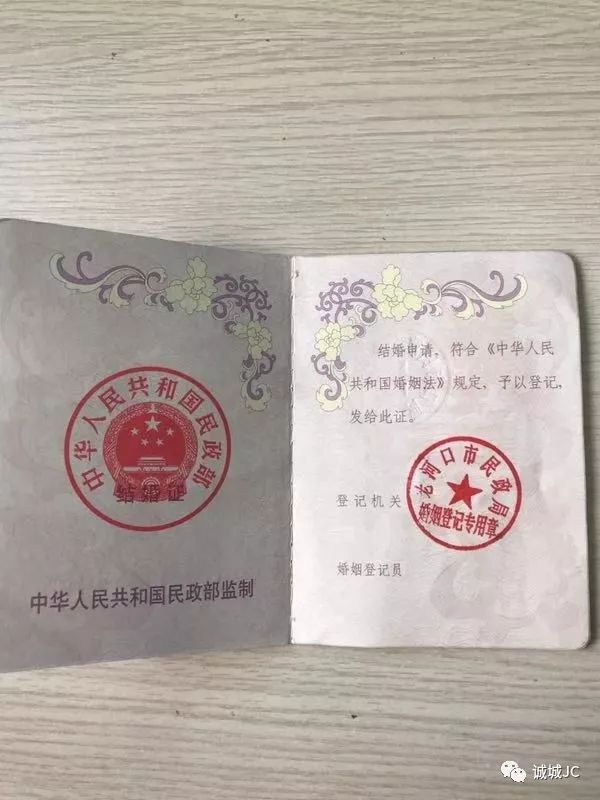 中华人民共和国民政部
结婚证
中华人民共和国民政部监制
结婚申请，符合《中华人民
共和国婚姻法》规定，予以登记，
发给此证。
登记机关
老河口市民政局
婚姻登记专用章
婚姻登记员
诚城JC